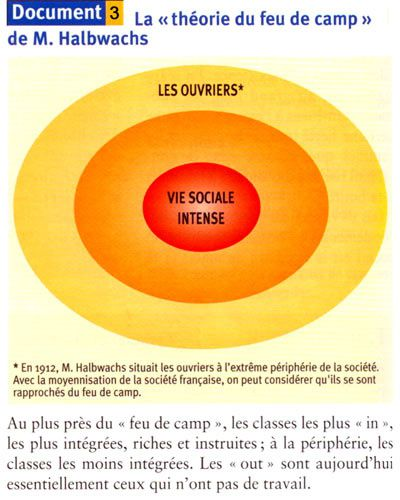 Document 3 La « théorie du feu de camp »
de M. Halbwachs
LES OUVRIERS*
VIE SOCIALE
INTENSE
* En 1912, M. Halbwachs situait les ouvriers à l'extrême périphérie de la société.
Avec la moyennisation de la société française, on peut considérer qu'ils se sont
rapprochés du feu de camp.
Au plus près du « feu de camp », les classes les plus « in »,
les plus intégrées, riches et instruites ; à la périphérie, les
classes les moins intégrées. Les « out » sont aujourd'hui
essentiellement ceux qui n'ont pas de travail.